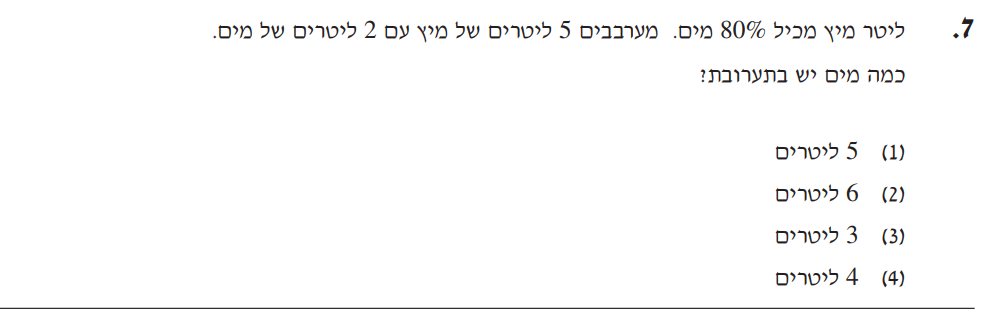 7. ליטר מיץ מכיל 80% מים. מערבבים 5 ליטרים של מיץ עם 2 ליטרים של מים.
כמה מים יש בתערובת?
(1) 5 ליטרים
(2) 6 ליטרים
(3) 3 ליטרים
(4) 4 ליטרים